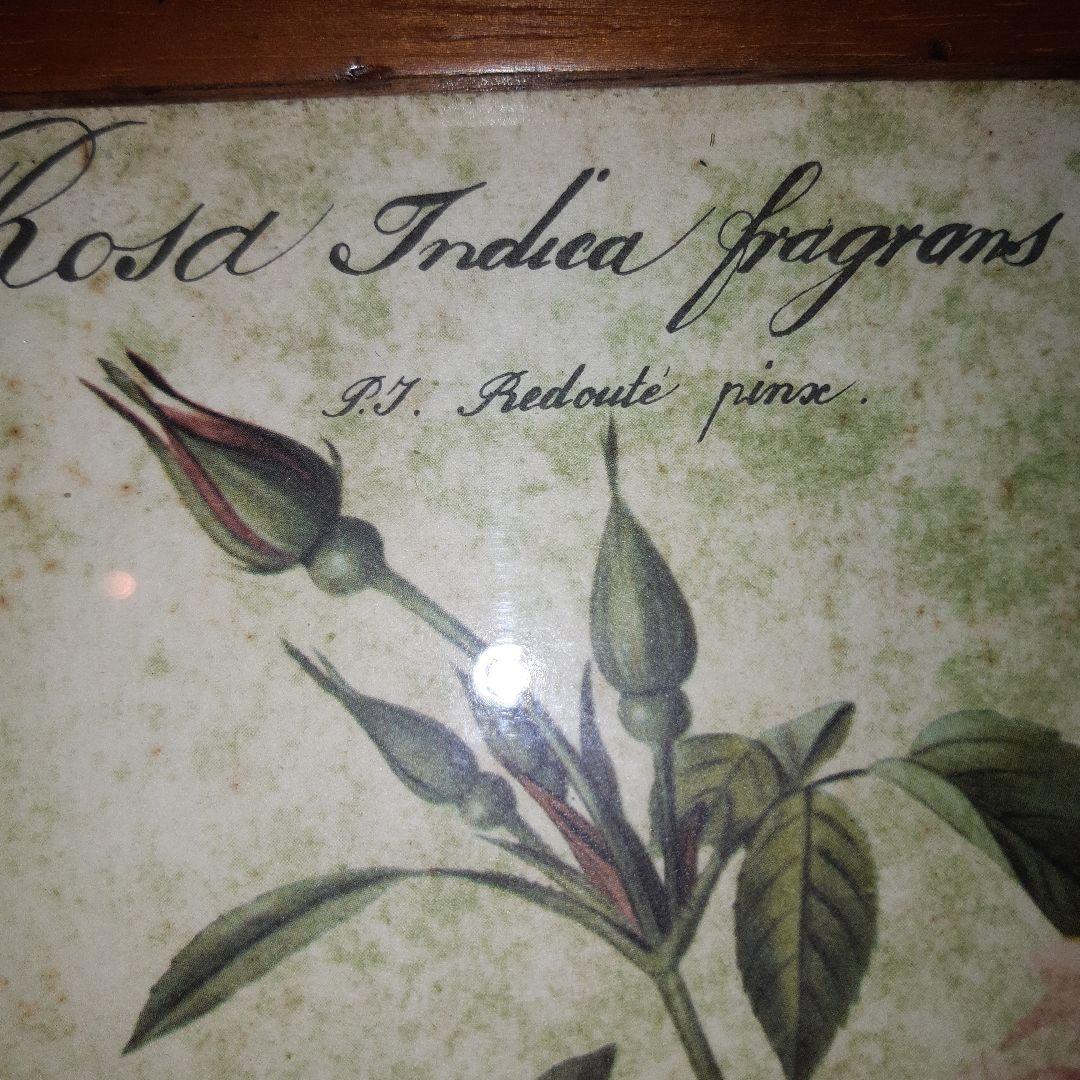 Rosa Indica fragrans
P.J. Redouté pinx.